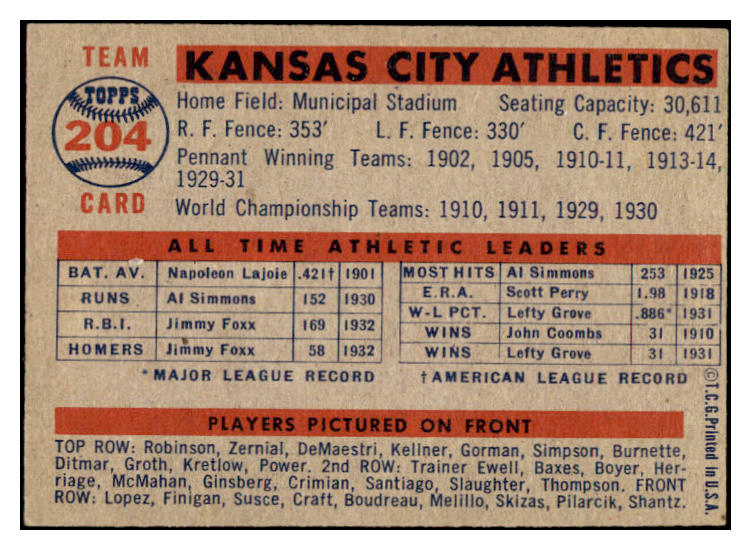 TEAM
TOPPS
204
CARD
KANSAS CITY ATHLETICS
Home Field: Municipal Stadium Seating Capacity: 30,611
R. F. Fence: 353′ L. F. Fence: 330′ C. F. Fence: 421′
Pennant Winning Teams: 1902, 1905, 1910-11, 1913-14,
1929-31
World Championship Teams: 1910, 1911, 1929, 1930
ALL TIME ATHLETIC LEADERS
BAT. AV. Napoleon Lajoie .421† 1901
RUNS Al Simmons 152 1930
R.B.I. Jimmy Foxx 169 1932
HOMERS Jimmy Foxx 58 1932
MOST HITS Al Simmons 253 1925
E.R.A. Scott Perry 1.98 1918
W-L PCT. Lefty Grove .886* 1931
WINS John Coombs 31 1910
WINS Lefty Grove 31 1931
*MAJOR LEAGUE RECORD †AMERICAN LEAGUE RECORD
©T.C.G. Printed in U.S.A.
PLAYERS PICTURED ON FRONT
TOP ROW: Robinson, Zernial, DeMaestri, Kellner, Gorman, Simpson, Burnette,
Ditmar, Groth, Kretlow, Power. 2nd ROW: Trainer Ewell, Baxes, Boyer, Her-
riage, McMahan, Ginsberg, Crimian, Santiago, Slaughter, Thompson. FRONT
ROW: Lopez, Finigan, Susce, Craft, Boudreau, Melillo, Skizas, Pilarcik, Shantz.